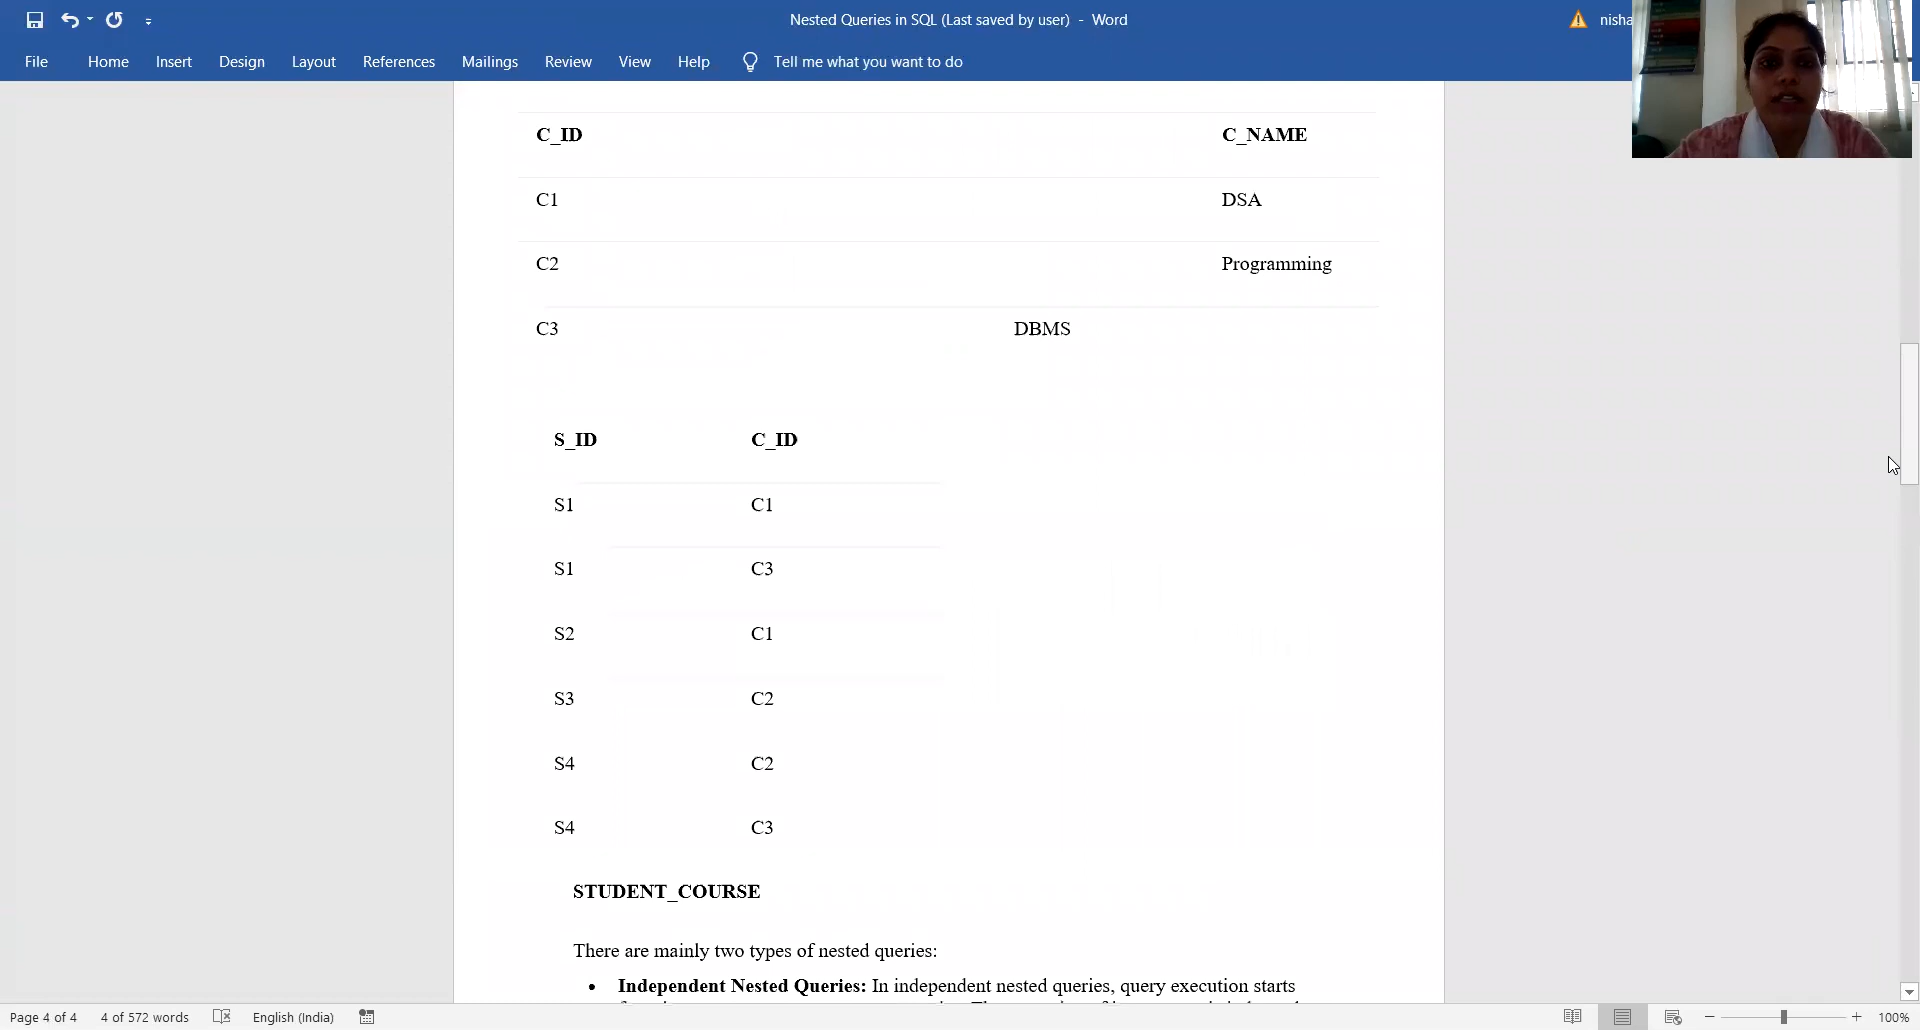 Nested Queries in SQL (Last saved by user) - Word
nisha
File Home Insert Design Layout References Mailings Review View Help Tell me what you want to do
C_ID C_NAME
C1 DSA
C2 Programming
C3 DBMS
S_ID C_ID
S1 C1
S1 C3
S2 C1
S3 C2
S4 C2
S4 C3
STUDENT_COURSE
There are mainly two types of nested queries:
• Independent Nested Queries: In independent nested queries, query execution starts
Page 4 of 4 4 of 572 words English (India) 100%